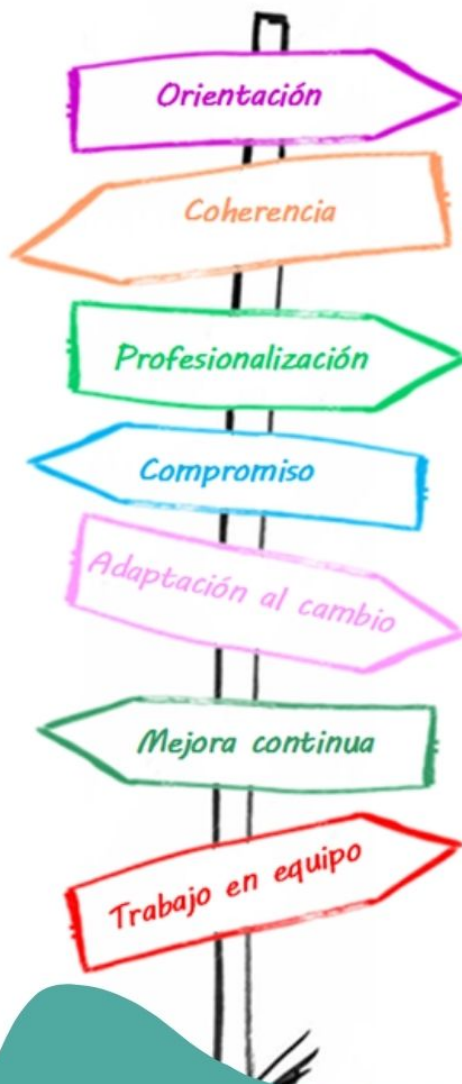 Orientación
Coherencia
Profesionalización
Compromiso
Adaptación al cambio
Mejora continua
Trabajo en equipo